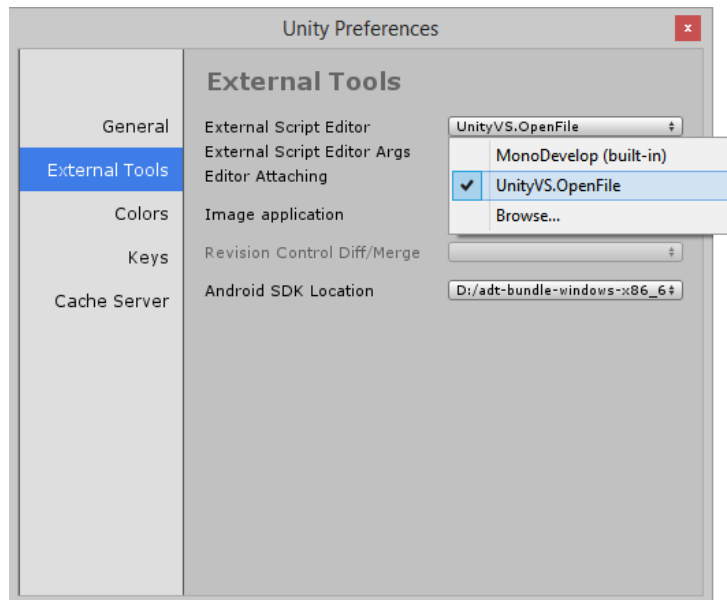 Unity Preferences
x
External Tools
General
External Tools
Colors
Keys
Cache Server
External Script Editor
UnityVS.OpenFile
External Script Editor Args
MonoDevelop (built-in)
Editor Attaching
UnityVS.OpenFile
Image application
Browse...
Revision Control Diff/Merge
Android SDK Location
D:/adt-bundle-windows-x86_6